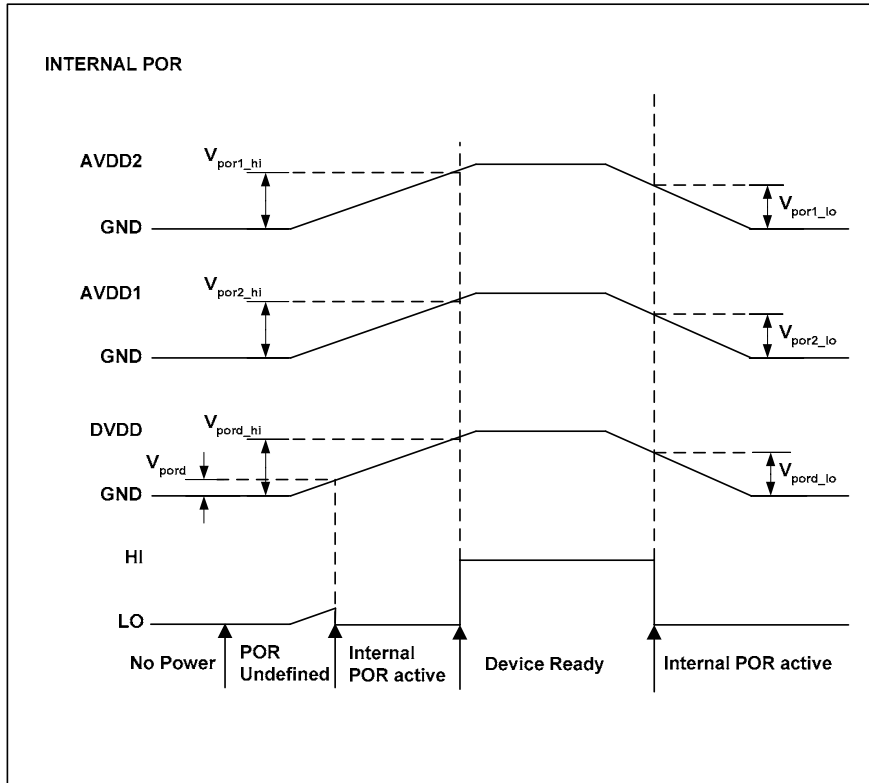 INTERNAL POR
AVDD2
Vpor1_hi
GND
Vpor1_lo
AVDD1
Vpor2_hi
GND
Vpor2_lo
DVDD
Vpord_hi
Vpord
GND
Vpord_lo
HI
LO
No Power
POR
Undefined
Internal
POR active
Device Ready
Internal POR active